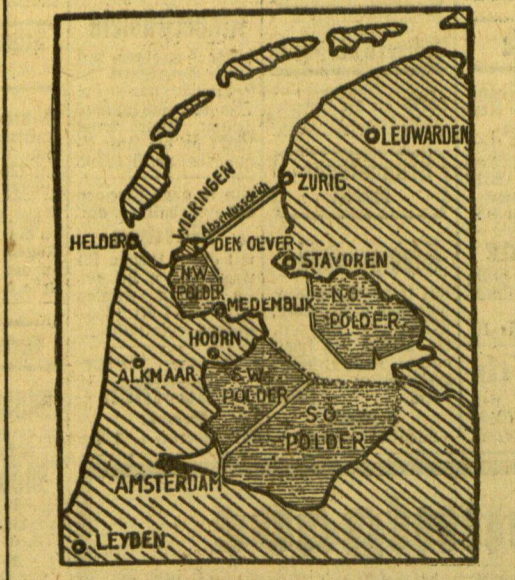 LEUWARDEN
ZURIG
WIERINGEN
Abschlussdeich
HELDER
DEN OEVER
STAVOREN
N.W.
POLDER
N.O.
POLDER
MEDEMBLIK
HOORN
ALKMAAR
S.W.
POLDER
S.O.
POLDER
AMSTERDAM
LEYDEN